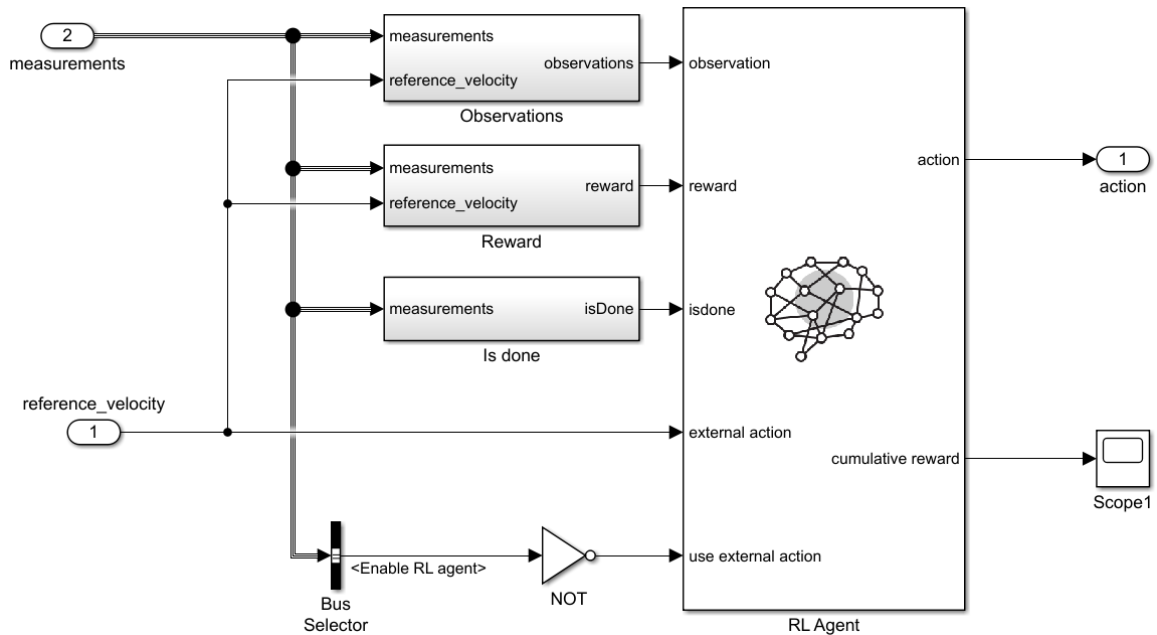 2
measurements
measurements
reference_velocity
observations
Observations
measurements
reference_velocity
reward
Reward
measurements
isDone
Is done
reference_velocity
1
<Enable RL agent>
Bus
Selector
NOT
observation
reward
isdone
external action
use external action
action
cumulative reward
RL Agent
1
action
Scope1